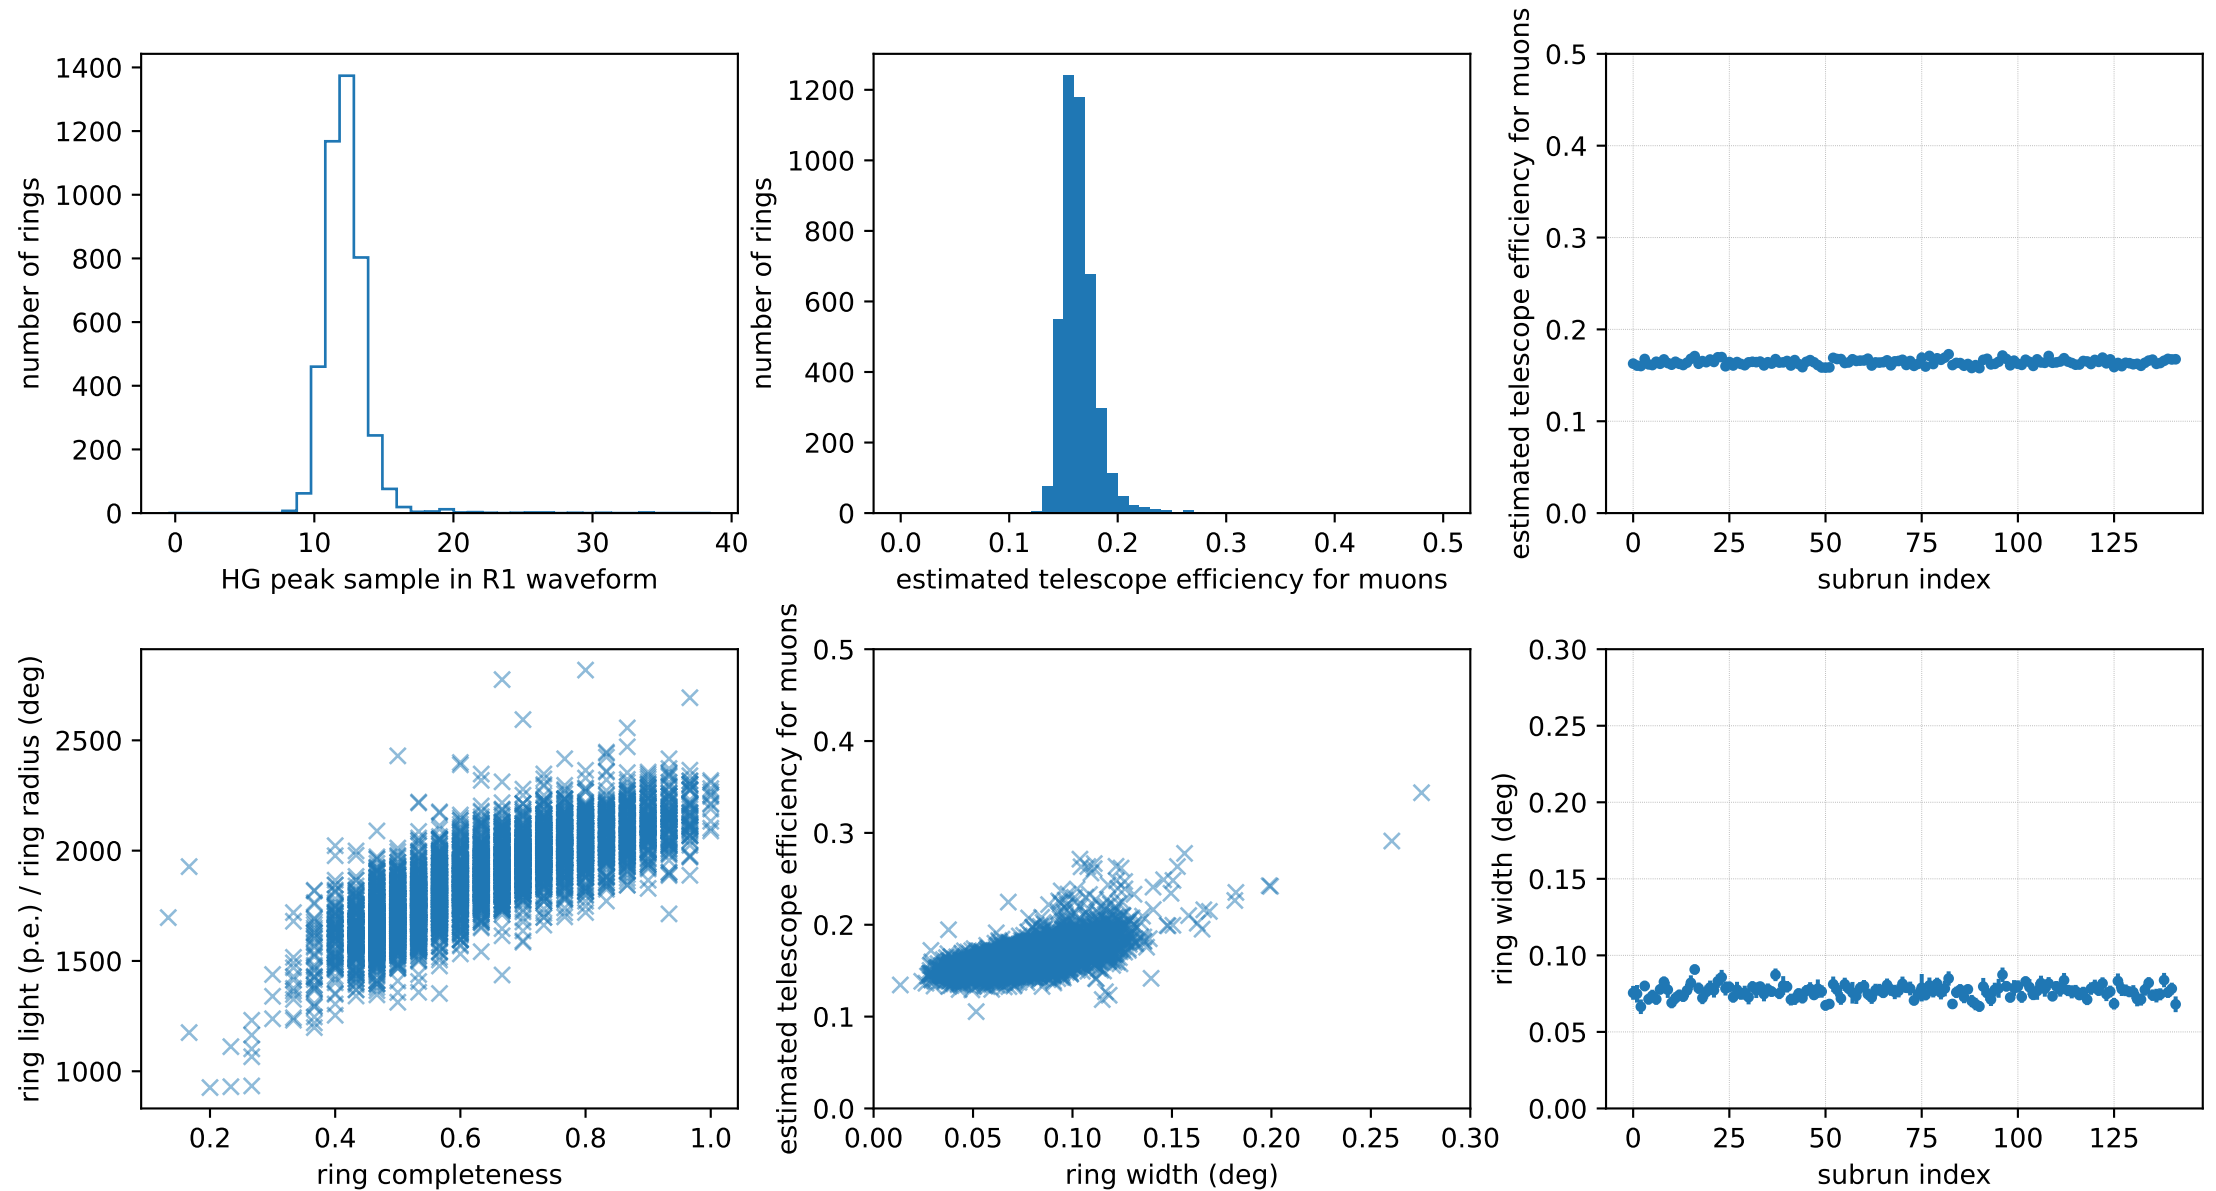 1400
1200
1000
800
600
400
200
0
number of rings
0 10 20 30 40
HG peak sample in R1 waveform
1200
1000
800
600
400
200
0
number of rings
0.0 0.1 0.2 0.3 0.4 0.5
estimated telescope efficiency for muons
0.5
0.4
0.3
0.2
0.1
0.0
estimated telescope efficiency for muons
0 25 50 75 100 125
subrun index
2500
2000
1500
1000
ring light (p.e.) / ring radius (deg)
0.2 0.4 0.6 0.8 1.0
ring completeness
0.5
0.4
0.3
0.2
0.1
0.0
estimated telescope efficiency for muons
0.00 0.05 0.10 0.15 0.20 0.25 0.30
ring width (deg)
0.30
0.25
0.20
0.15
0.10
0.05
0.00
ring width (deg)
0 25 50 75 100 125
subrun index